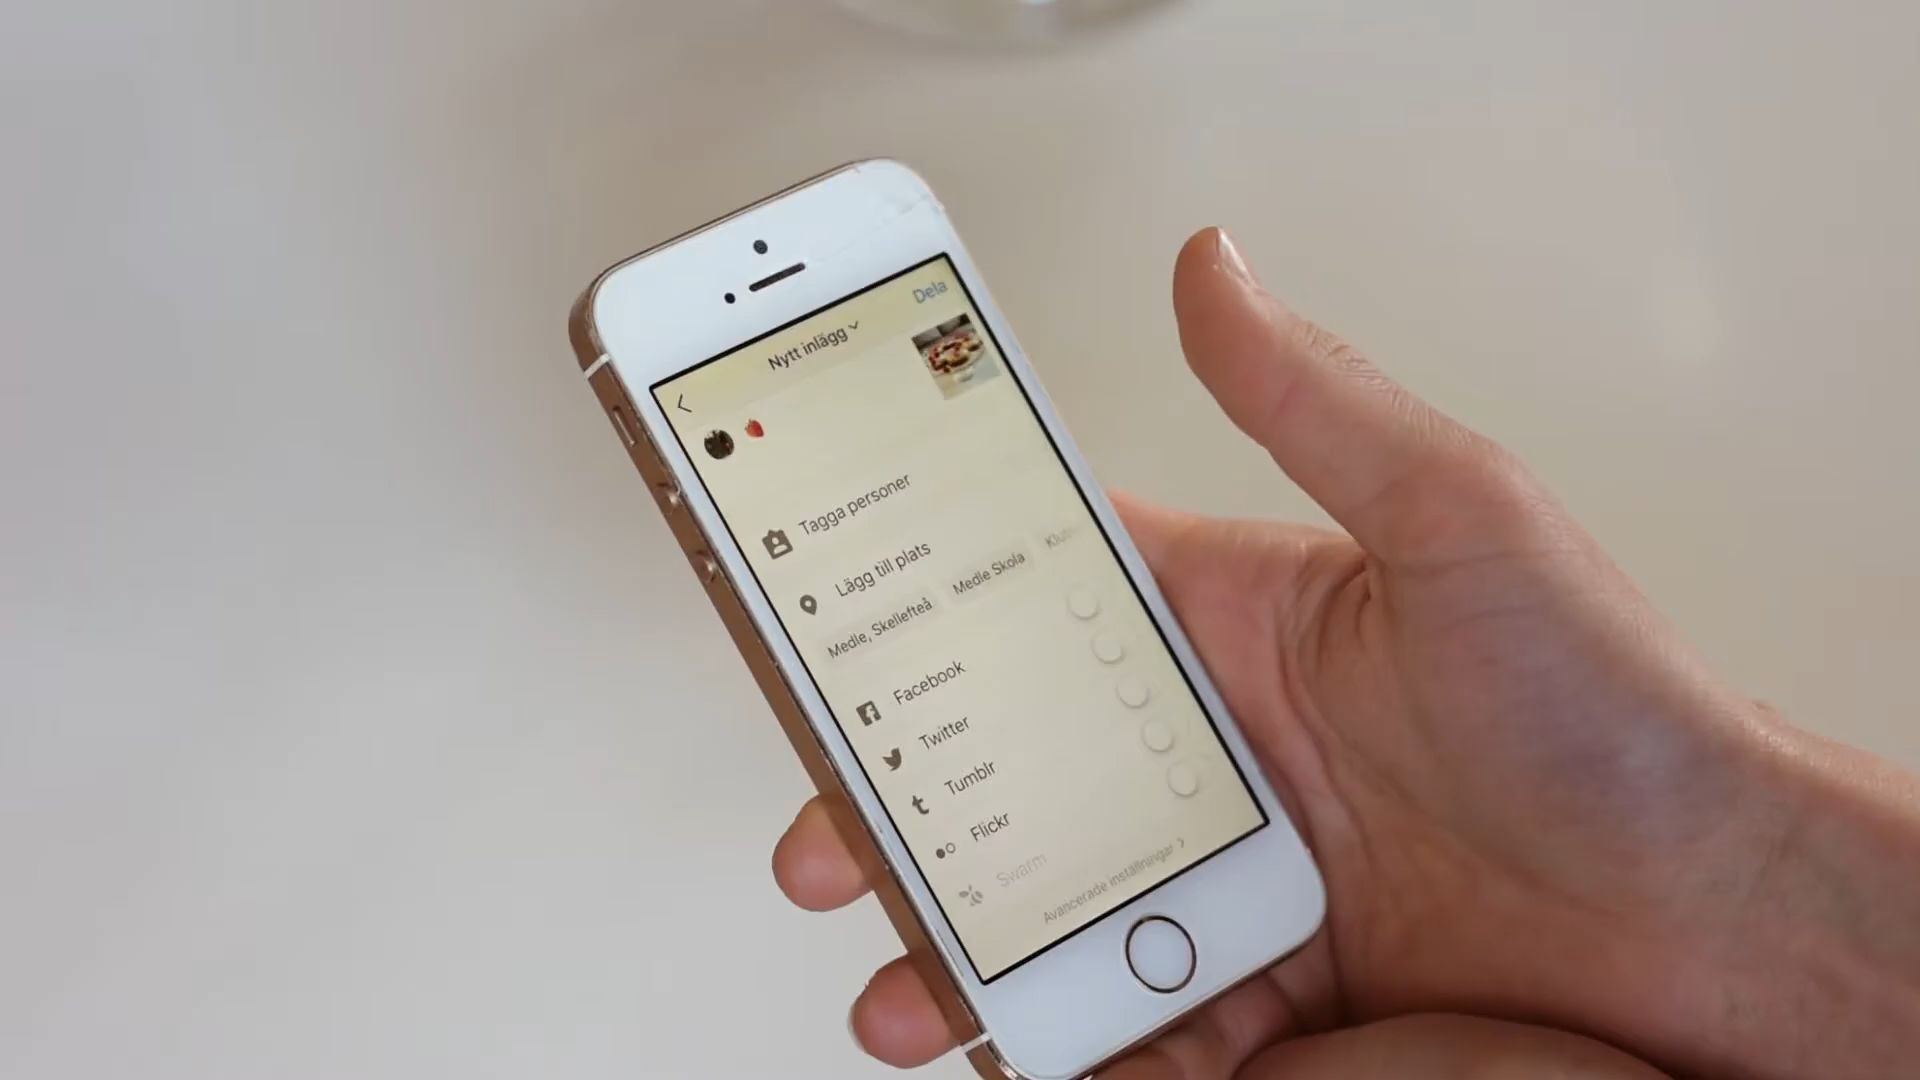 Dela
Nytt inlägg
Tagga personer
Lägg till plats
Medle, Skellefteå Medle Skola
Facebook
Twitter
Tumblr
Flickr
Swarm
Avancerade inställningar